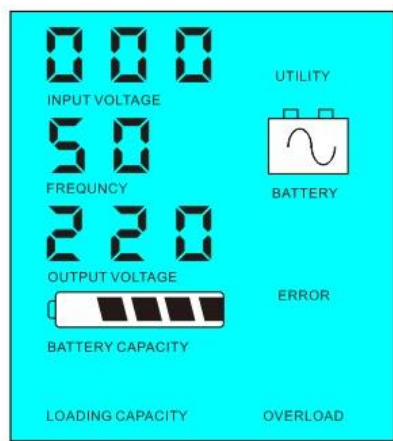 000
UTILITY
INPUT VOLTAGE
50
FREQUNCY
BATTERY
220
OUTPUT VOLTAGE
ERROR
BATTERY CAPACITY
LOADING CAPACITY
OVERLOAD